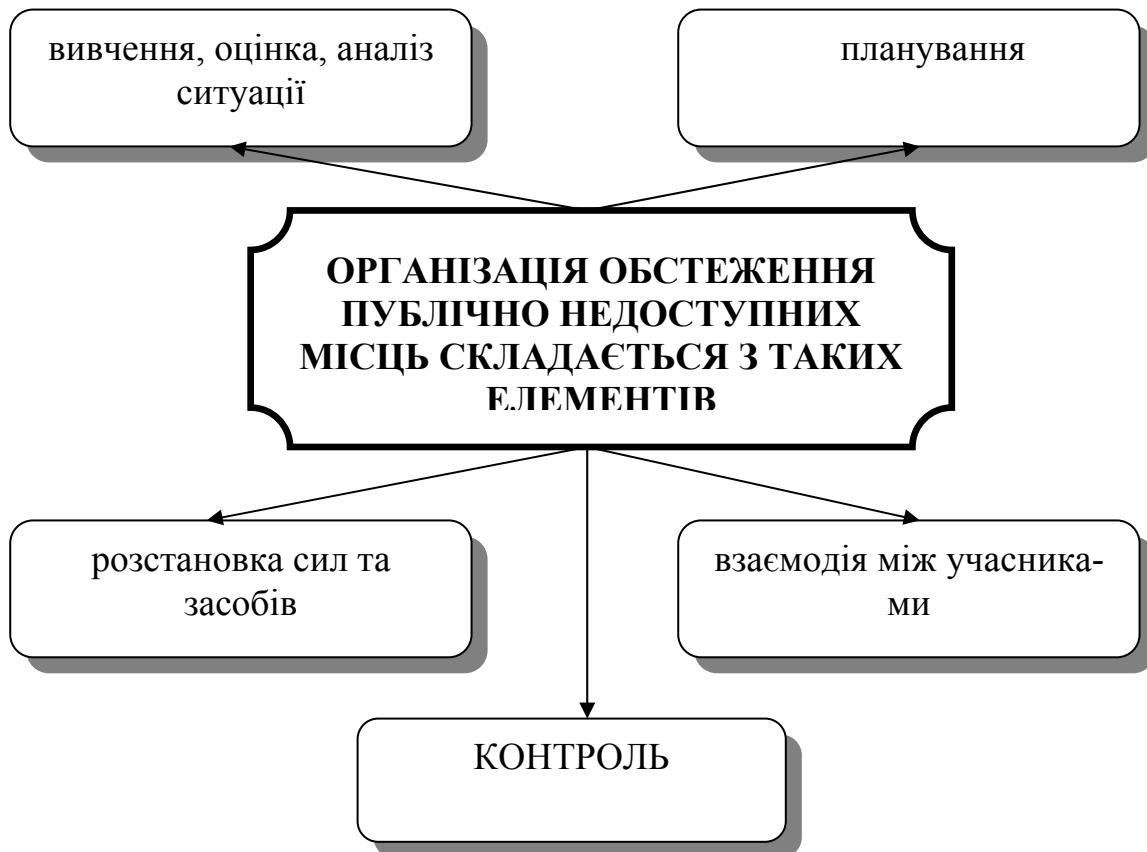 вивчення, оцінка, аналіз
ситуації
планування
ОРГАНІЗАЦІЯ ОБСТЕЖЕННЯ
ПУБЛІЧНО НЕДОСТУПНИХ
МІСЦЬ СКЛАДАЄТЬСЯ З ТАКИХ
ЕЛЕМЕНТІВ
розстановка сил та
засобів
взаємодія між учасника-
ми
КОНТРОЛЬ